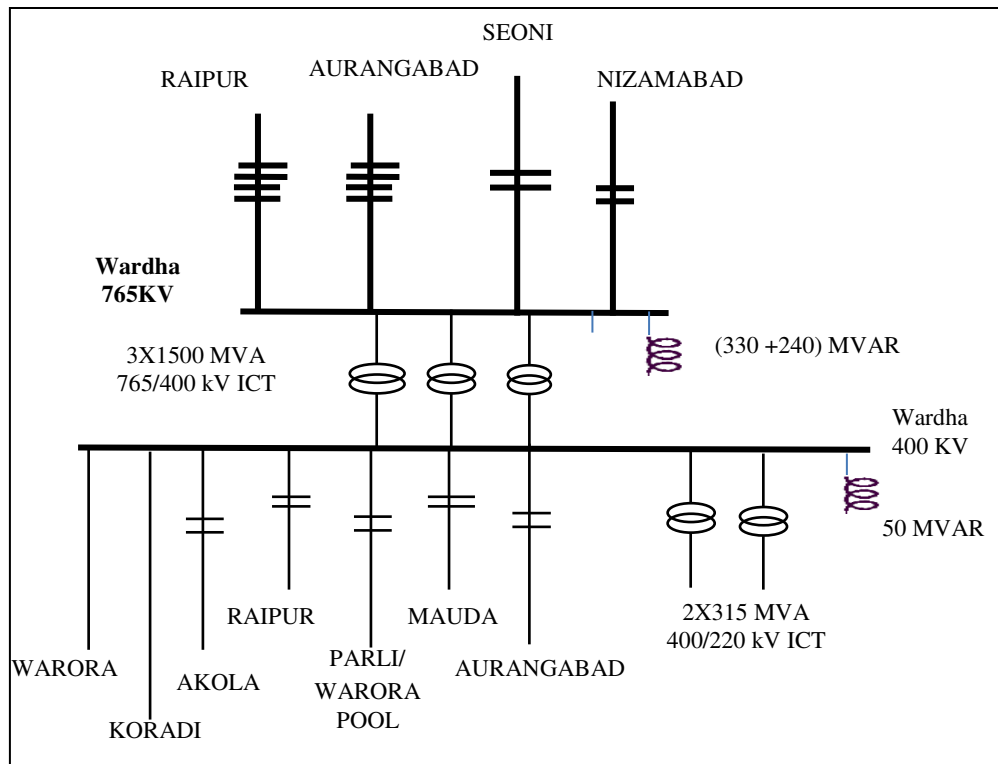 SEONI
AURANGABAD
RAIPUR
NIZAMABAD
Wardha
765KV
3X1500 MVA
765/400 kV ICT
(330 +240) MVAR
Wardha
400 KV
50 MVAR
RAIPUR
MAUDA
2X315 MVA
400/220 kV ICT
WARORA
AKOLA
PARLI/
WARORA
POOL
AURANGABAD
KORADI